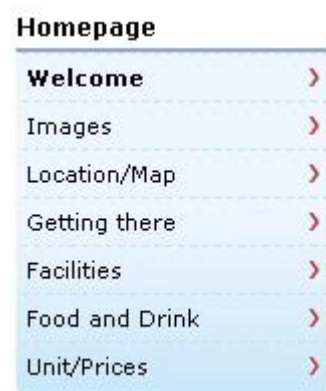 Homepage
Welcome
Images
Location/Map
Getting there
Facilities
Food and Drink
Unit/Prices